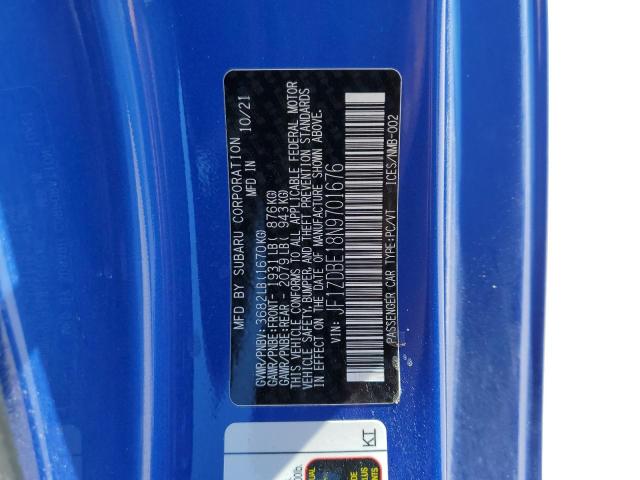 MFD BY SUBARU CORPORATION 10/21
MFD IN
GVWR/PNBV: 3682LB(1670KG)
GAWR/PNBE:FRONT- 1931LB( 876KG)
GAWR/PNBE:REAR - 2079LB( 943KG)
THIS VEHICLE CONFORMS TO ALL APPLICABLE FEDERAL MOTOR
VEHICLE SAFETY,BUMPER, AND THEFT PREVENTION STANDARDS
IN EFFECT ON THE DATE OF MANUFACTURE SHOWN ABOVE.
VIN: JF1ZDBE18N9701676
PASSENGER CAR TYPE:PC/VT ICES/NMB-002
KT